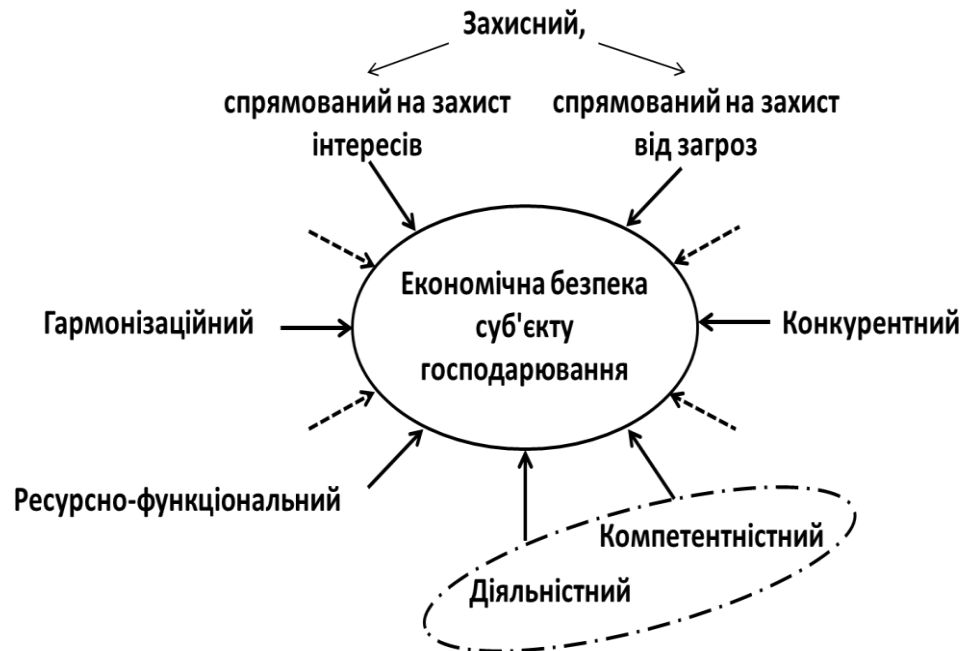 Захисний,
спрямований на захист
інтересів
спрямований на захист
від загроз
Економічна безпека
суб'єкту
господарювання
Гармонізаційний
Конкурентний
Ресурсно-функціональний
Компетентністний
Діяльністний